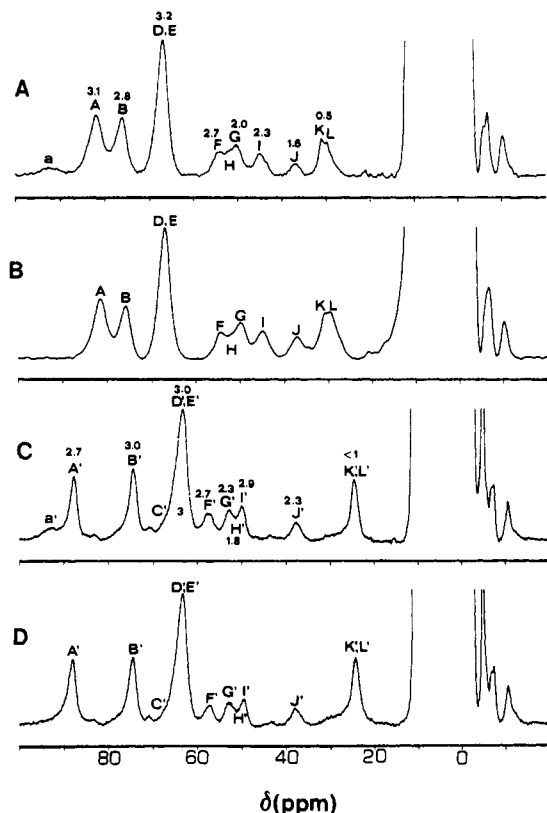 A
3.2
D,E
3.1
A
2.8
B
a
2.7
F
H
2.0
G
2.3
I
1.6
J
0.5
K L
B
D,E
A
B
F
H
G
I
J
K L
C
3.0
D',E'
2.7
A'
3.0
B'
a'
C'
3
2.7
F'
2.3
G'
2.9
I'
H'
1.8
2.3
J'
<1
K',L'
D
D',E'
A'
B'
C'
F'
G'
I'
H'
J'
K',L'
80
60
40
20
0
δ(ppm)